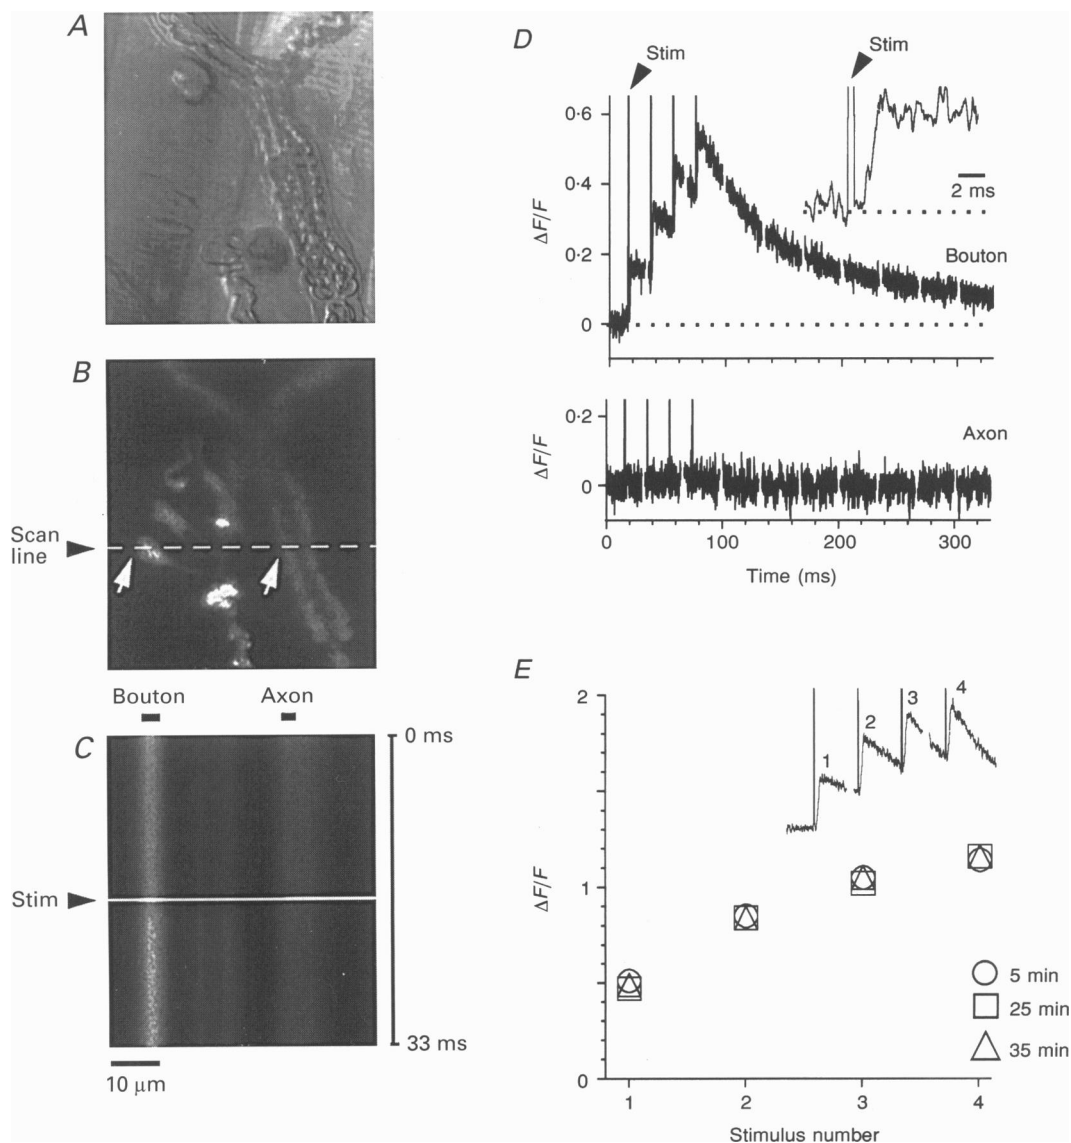 A
B
Scan
line
Bouton
Axon
C
0 ms
Stim
33 ms
10 μm
D
Stim
Stim
ΔF/F
0·6
0·4
0·2
0
2 ms
Bouton
ΔF/F
0·2
0
Axon
0
100
200
300
Time (ms)
E
ΔF/F
2
1
0
1
2
3
4
5 min
25 min
35 min
1
2
3
4
Stimulus number